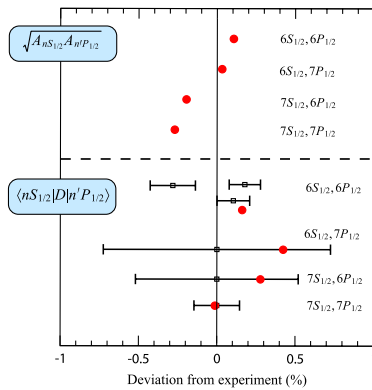 √A_{nS_{1/2}}A_{n'P_{1/2}}
6S_{1/2},6P_{1/2}
6S_{1/2},7P_{1/2}
7S_{1/2},6P_{1/2}
7S_{1/2},7P_{1/2}
⟨nS_{1/2}|D|n'P_{1/2}⟩
6S_{1/2},6P_{1/2}
6S_{1/2},7P_{1/2}
7S_{1/2},6P_{1/2}
7S_{1/2},7P_{1/2}
-1 -0.5 0 0.5
Deviation from experiment (%)